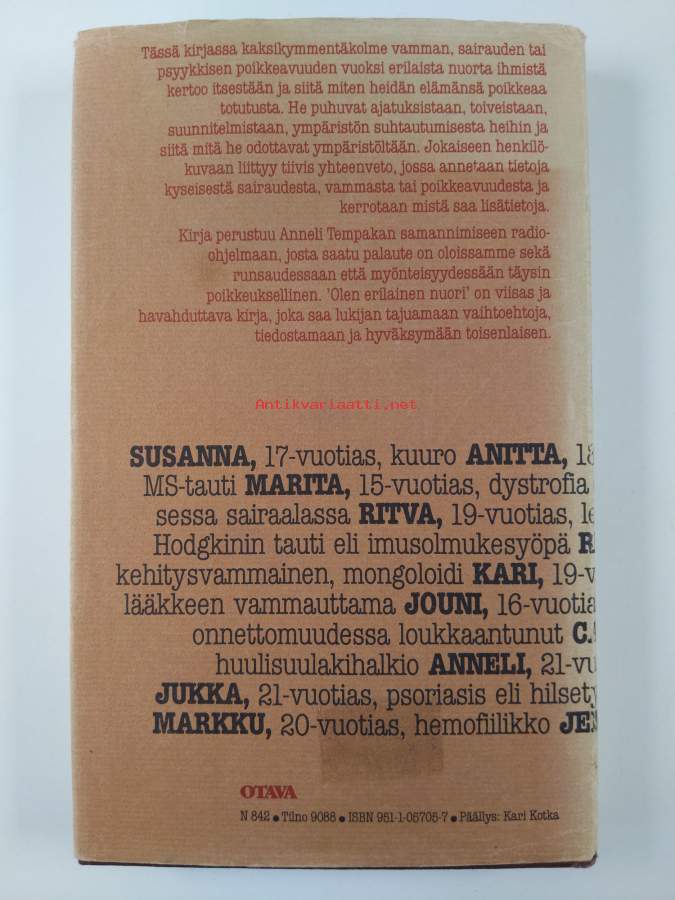 Tässä kirjassa kaksikymmentäkolme vamman, sairauden tai
psyykkisen poikkeavuuden vuoksi erilaista nuorta ihmistä
kertoo itsestään ja siitä miten heidän elämänsä poikkeaa
totutusta. He puhuvat ajatuksistaan, toiveistaan,
suunnitelmistaan, ympäristön suhtautumisesta heihin ja
siitä mitä he odottavat ympäristöltään. Jokaiseen henkilö-
kuvaan liittyy tiivis yhteenveto, jossa annetaan tietoja
kyseisestä sairaudesta, vammasta tai poikkeavuudesta ja
kerrotaan mistä saa lisätietoja.
Kirja perustuu Anneli Tempakan samannimiseen radio-
ohjelmaan, josta saatu palaute on oloissamme sekä
runsaudessaan että myönteisyydessään täysin
poikkeuksellinen. 'Olen erilainen nuori' on viisas ja
havahduttava kirja, joka saa lukijan tajuamaan vaihtoehtoja,
tiedostamaan ja hyväksymään toisenlaisen.
Antikvariaatti.net
SUSANNA, 17-vuotias, kuuro ANITTA, 18
MS-tauti MARITA, 15-vuotias, dystrofia
sessa sairaalassa RITVA, 19-vuotias, le
Hodgkinin tauti eli imusolmukesyöpä R
kehitysvammainen, mongoloidi KARI, 19-v
lääkkeen vammauttama JOUNI, 16-vuotia
onnettomuudessa loukkaantunut C.
huulisuulakihalkio ANNELI, 21-vu
JUKKA, 21-vuotias, psoriasis eli hilsety
MARKKU, 20-vuotias, hemofiilikko JE
OTAVA
N 842 • Tilno 9088 • ISBN 951-1-05705-7 • Päällys: Kari Kotka